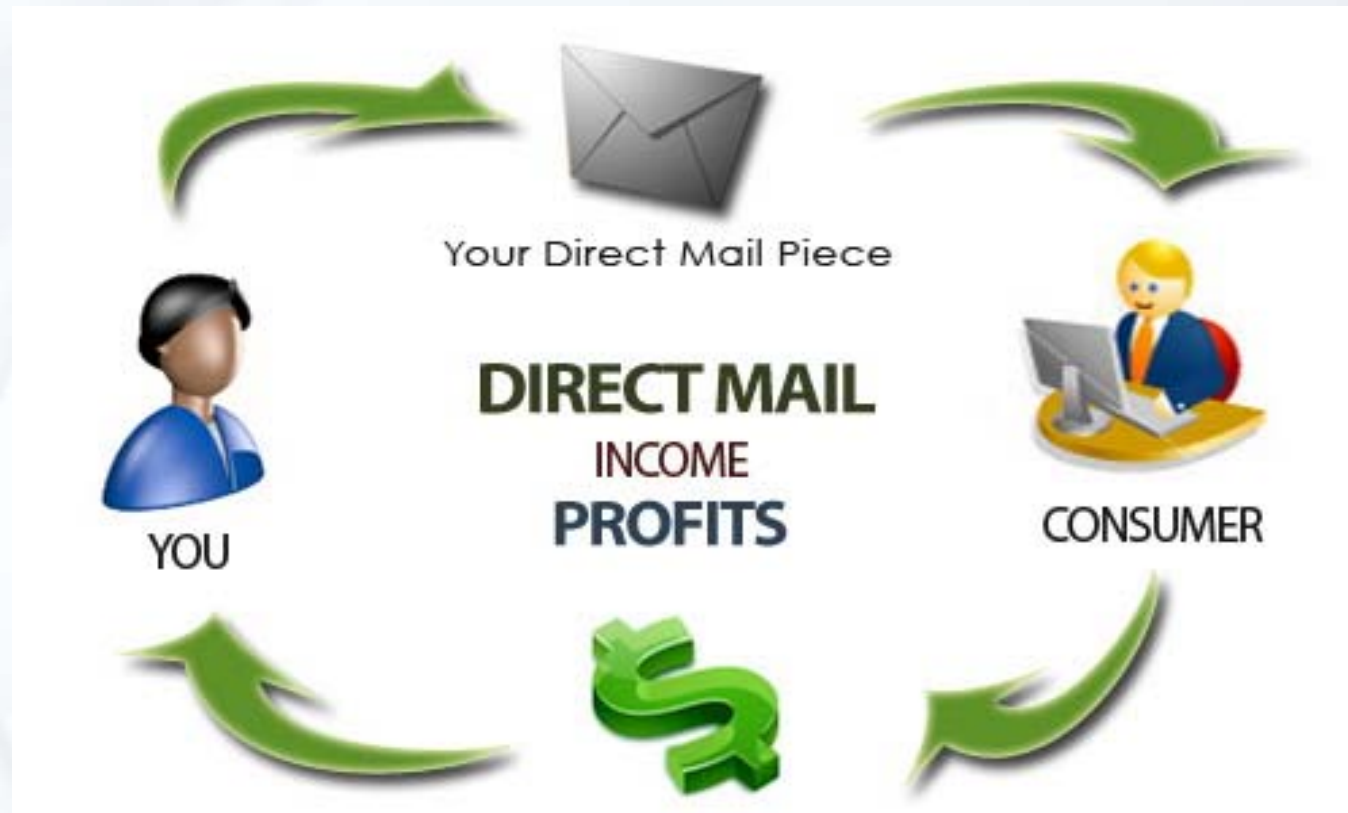 Your Direct Mail Piece
DIRECT MAIL
INCOME
PROFITS
YOU
CONSUMER